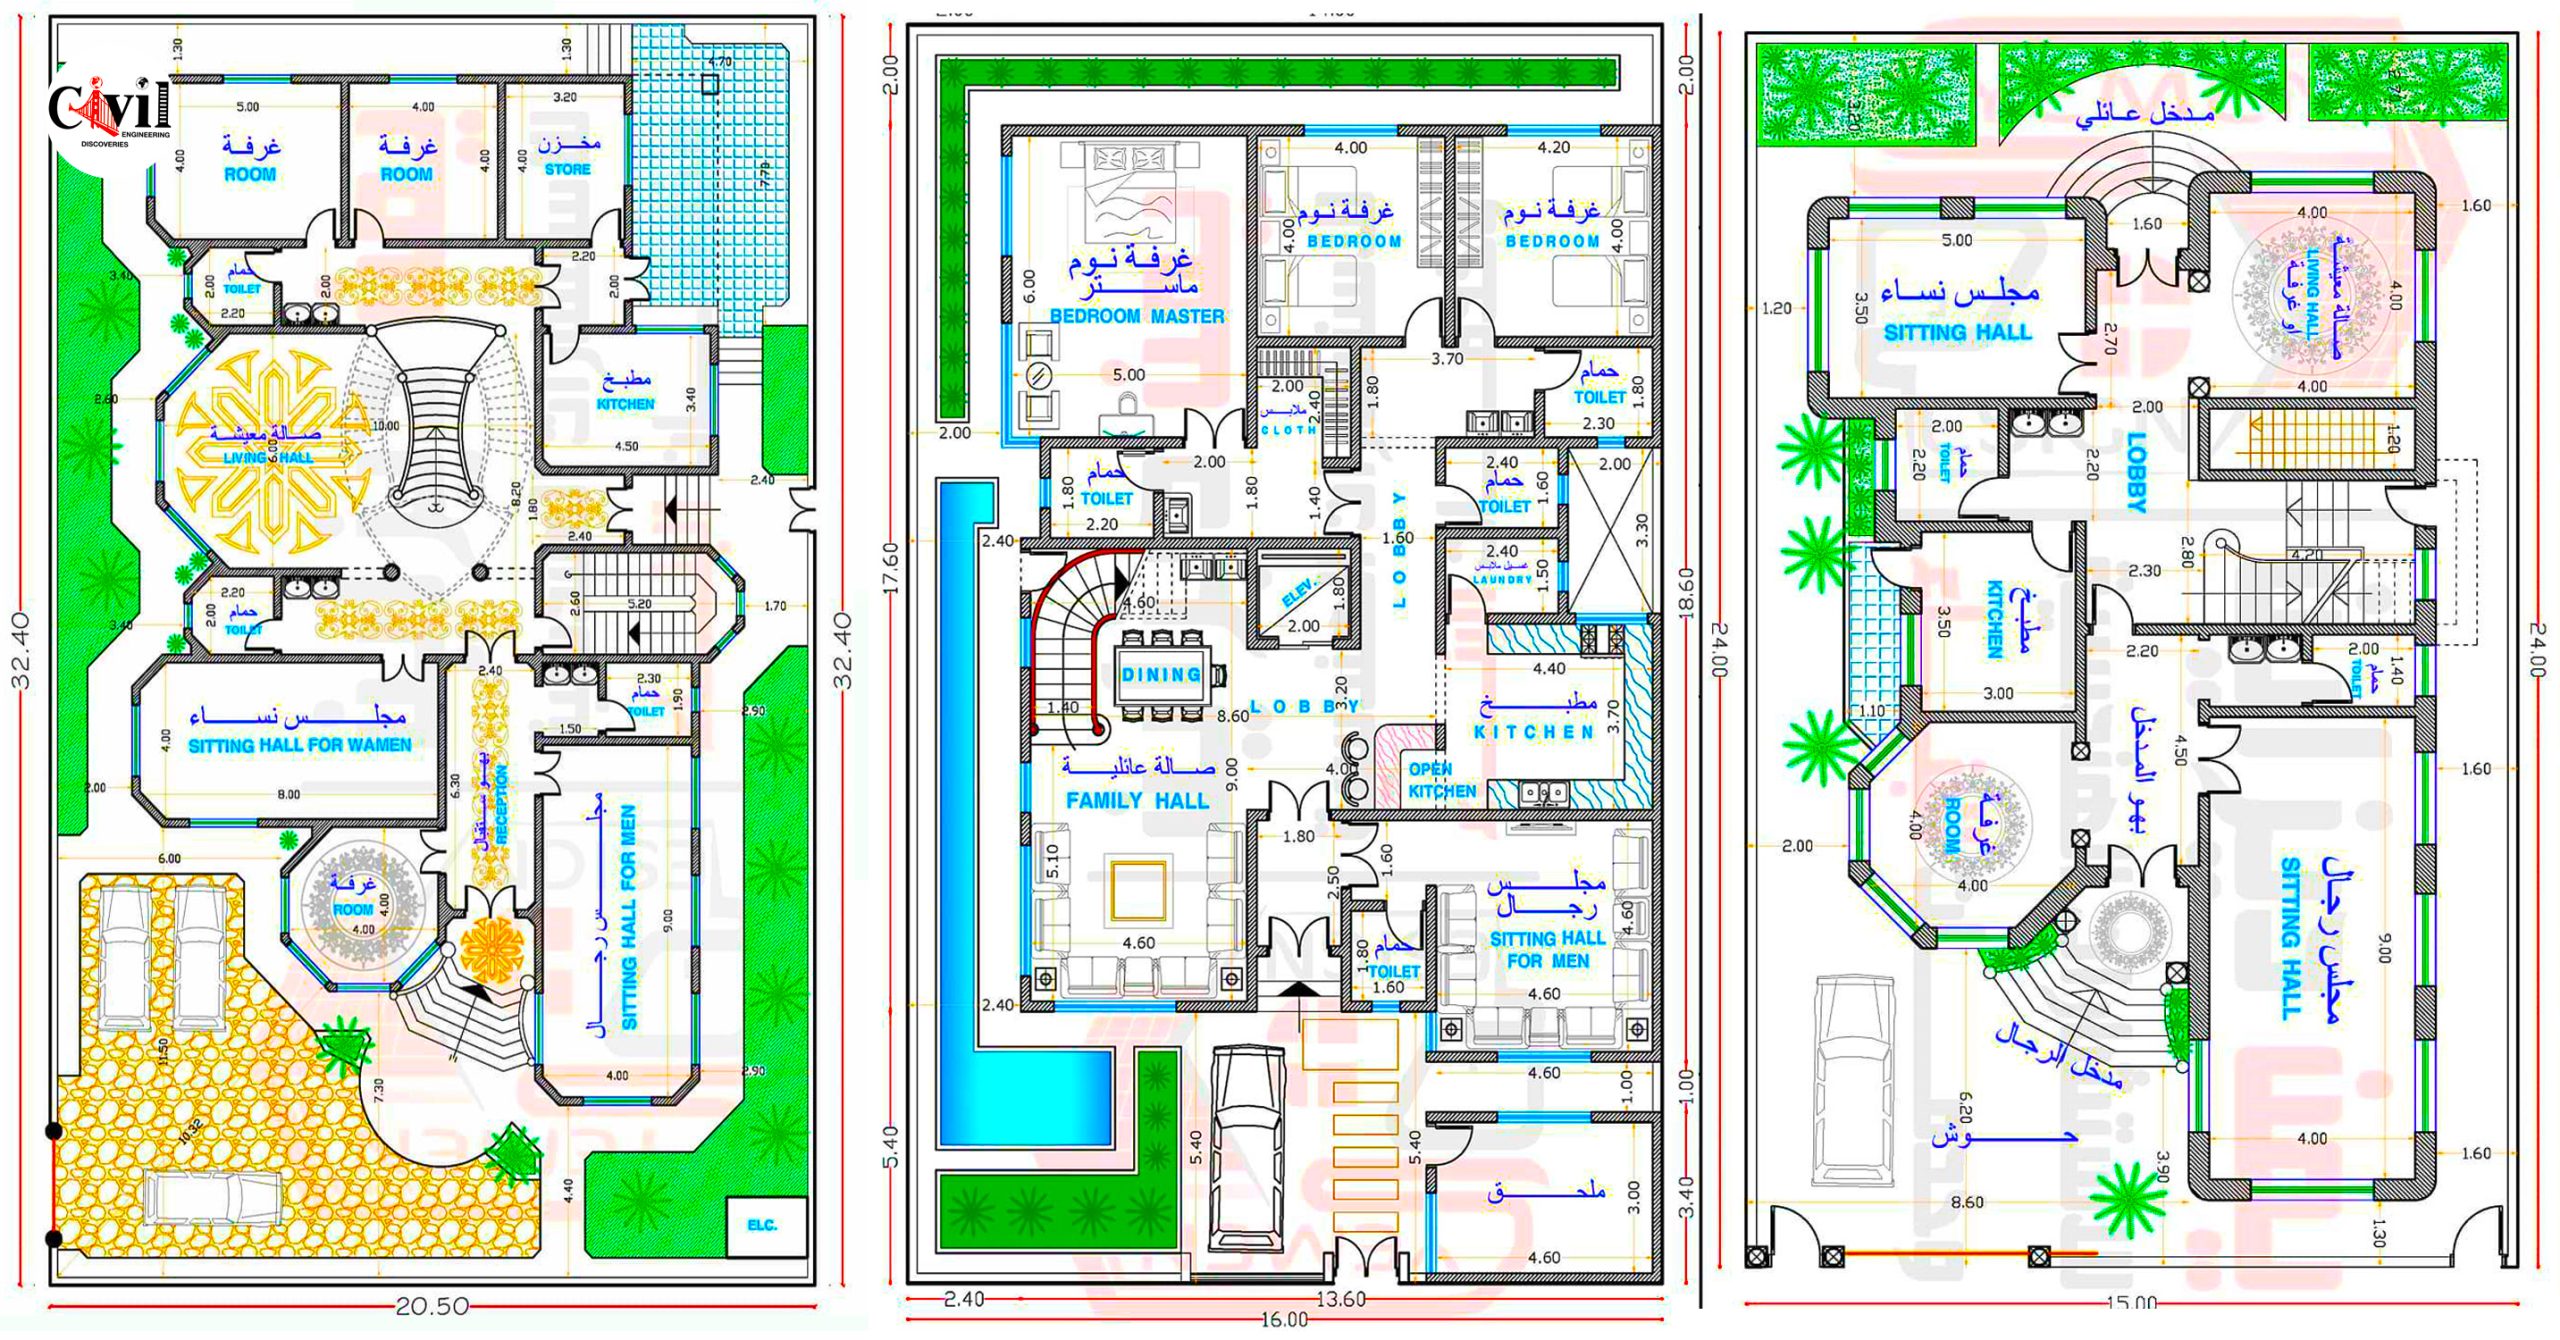 Civil
ENGINEERING
DISCOVERIES
1.30
1.30
4.70
5.00
4.00
3.20
غرفة
ROOM
4.00
غرفة
ROOM
4.00
مخزن
STORE
4.00
7.70
3.40
حمام
TOILET
2.00
2.20
2.00
2.20
2.00
2.60
صالة معيشة
LIVING HALL
6.00
10.00
8.20
مطبخ
KITCHEN
3.40
4.50
2.40
1.80
2.40
2.20
2.00
حمام
TOILET
3.40
2.60
5.20
1.70
32.40
32.40
مجلس نساء
SITTING HALL FOR WAMEN
4.00
8.00
2.00
2.40
بهو ستقبال
RECEPTION
6.30
2.30
حمام
TOILET
1.90
1.50
2.90
مجلس رجال
SITTING HALL FOR MEN
9.00
4.00
2.90
6.00
غرفة
ROOM
4.00
4.00
11.50
7.30
10.32
4.40
ELC.
20.50
2.00
14.00
2.00
2.00
4.00
4.20
غرفة نوم
BEDROOM
4.00
غرفة نوم
BEDROOM
4.00
6.00
غرفة نوم
ماستر
BEDROOM MASTER
5.00
2.00
2.00
2.40
ملابس
CLOTH
3.70
1.80
حمام
TOILET
1.80
2.30
حمام
TOILET
1.80
2.20
2.00
1.80
1.40
LOBBY
1.60
2.40
حمام
TOILET
1.60
2.00
3.30
2.40
غسيل ملابس
LAUNDRY
1.50
2.40
17.60
18.60
4.60
ELEV.
1.80
2.00
DINING
1.40
LOBBY
3.20
8.60
4.40
مطبخ
KITCHEN
3.70
صالة عائلية
FAMILY HALL
9.00
4.0
OPEN
KITCHEN
5.10
4.60
1.80
2.50
1.60
مجلس
رجال
SITTING HALL
FOR MEN
4.60
4.60
حمام
TOILET
1.80
1.60
2.40
4.60
1.00
1.00
5.40
5.40
5.40
ملحق
3.00
3.40
4.60
2.40
13.60
16.00
3.20
2.71
مدخل عائلي
1.60
1.60
5.00
مجلس نساء
SITTING HALL
3.50
1.20
2.70
4.00
صالة معيشة
او غرفة
LIVING HALL
4.00
4.00
2.00
2.00
حمام
TOILET
2.20
2.20
LOBBY
1.20
2.80
4.20
2.30
مطبخ
KITCHEN
3.50
3.00
1.10
2.20
2.00
حمام
TOILET
1.40
24.00
24.00
بهو المدخل
4.50
غرفة
ROOM
4.00
4.00
2.00
1.60
مجلس رجال
SITTING HALL
9.00
4.00
مدخل الرجال
حوش
6.20
3.90
8.60
1.60
1.30
15.00